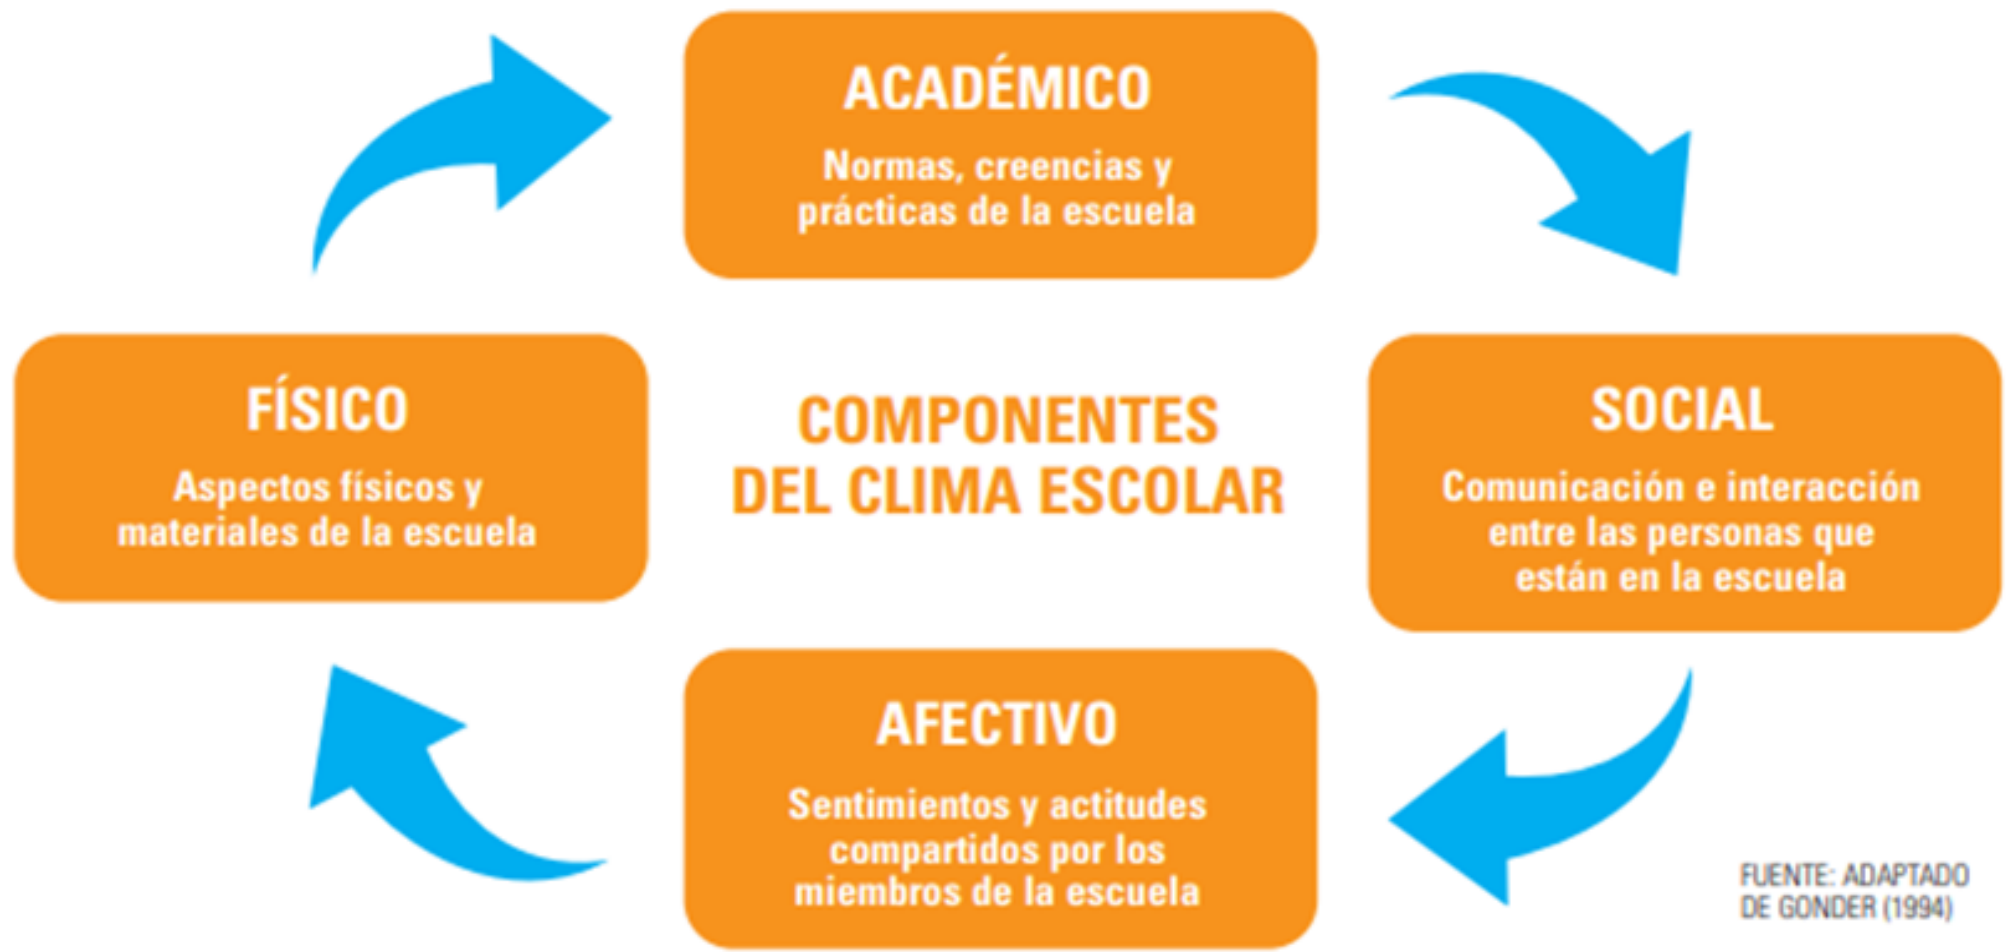 ACADÉMICO
Normas, creencias y
prácticas de la escuela
FÍSICO
Aspectos físicos y
materiales de la escuela
COMPONENTES
DEL CLIMA ESCOLAR
SOCIAL
Comunicación e interacción
entre las personas que
están en la escuela
AFECTIVO
Sentimientos y actitudes
compartidos por los
miembros de la escuela
FUENTE: ADAPTADO
DE GONDER (1994)